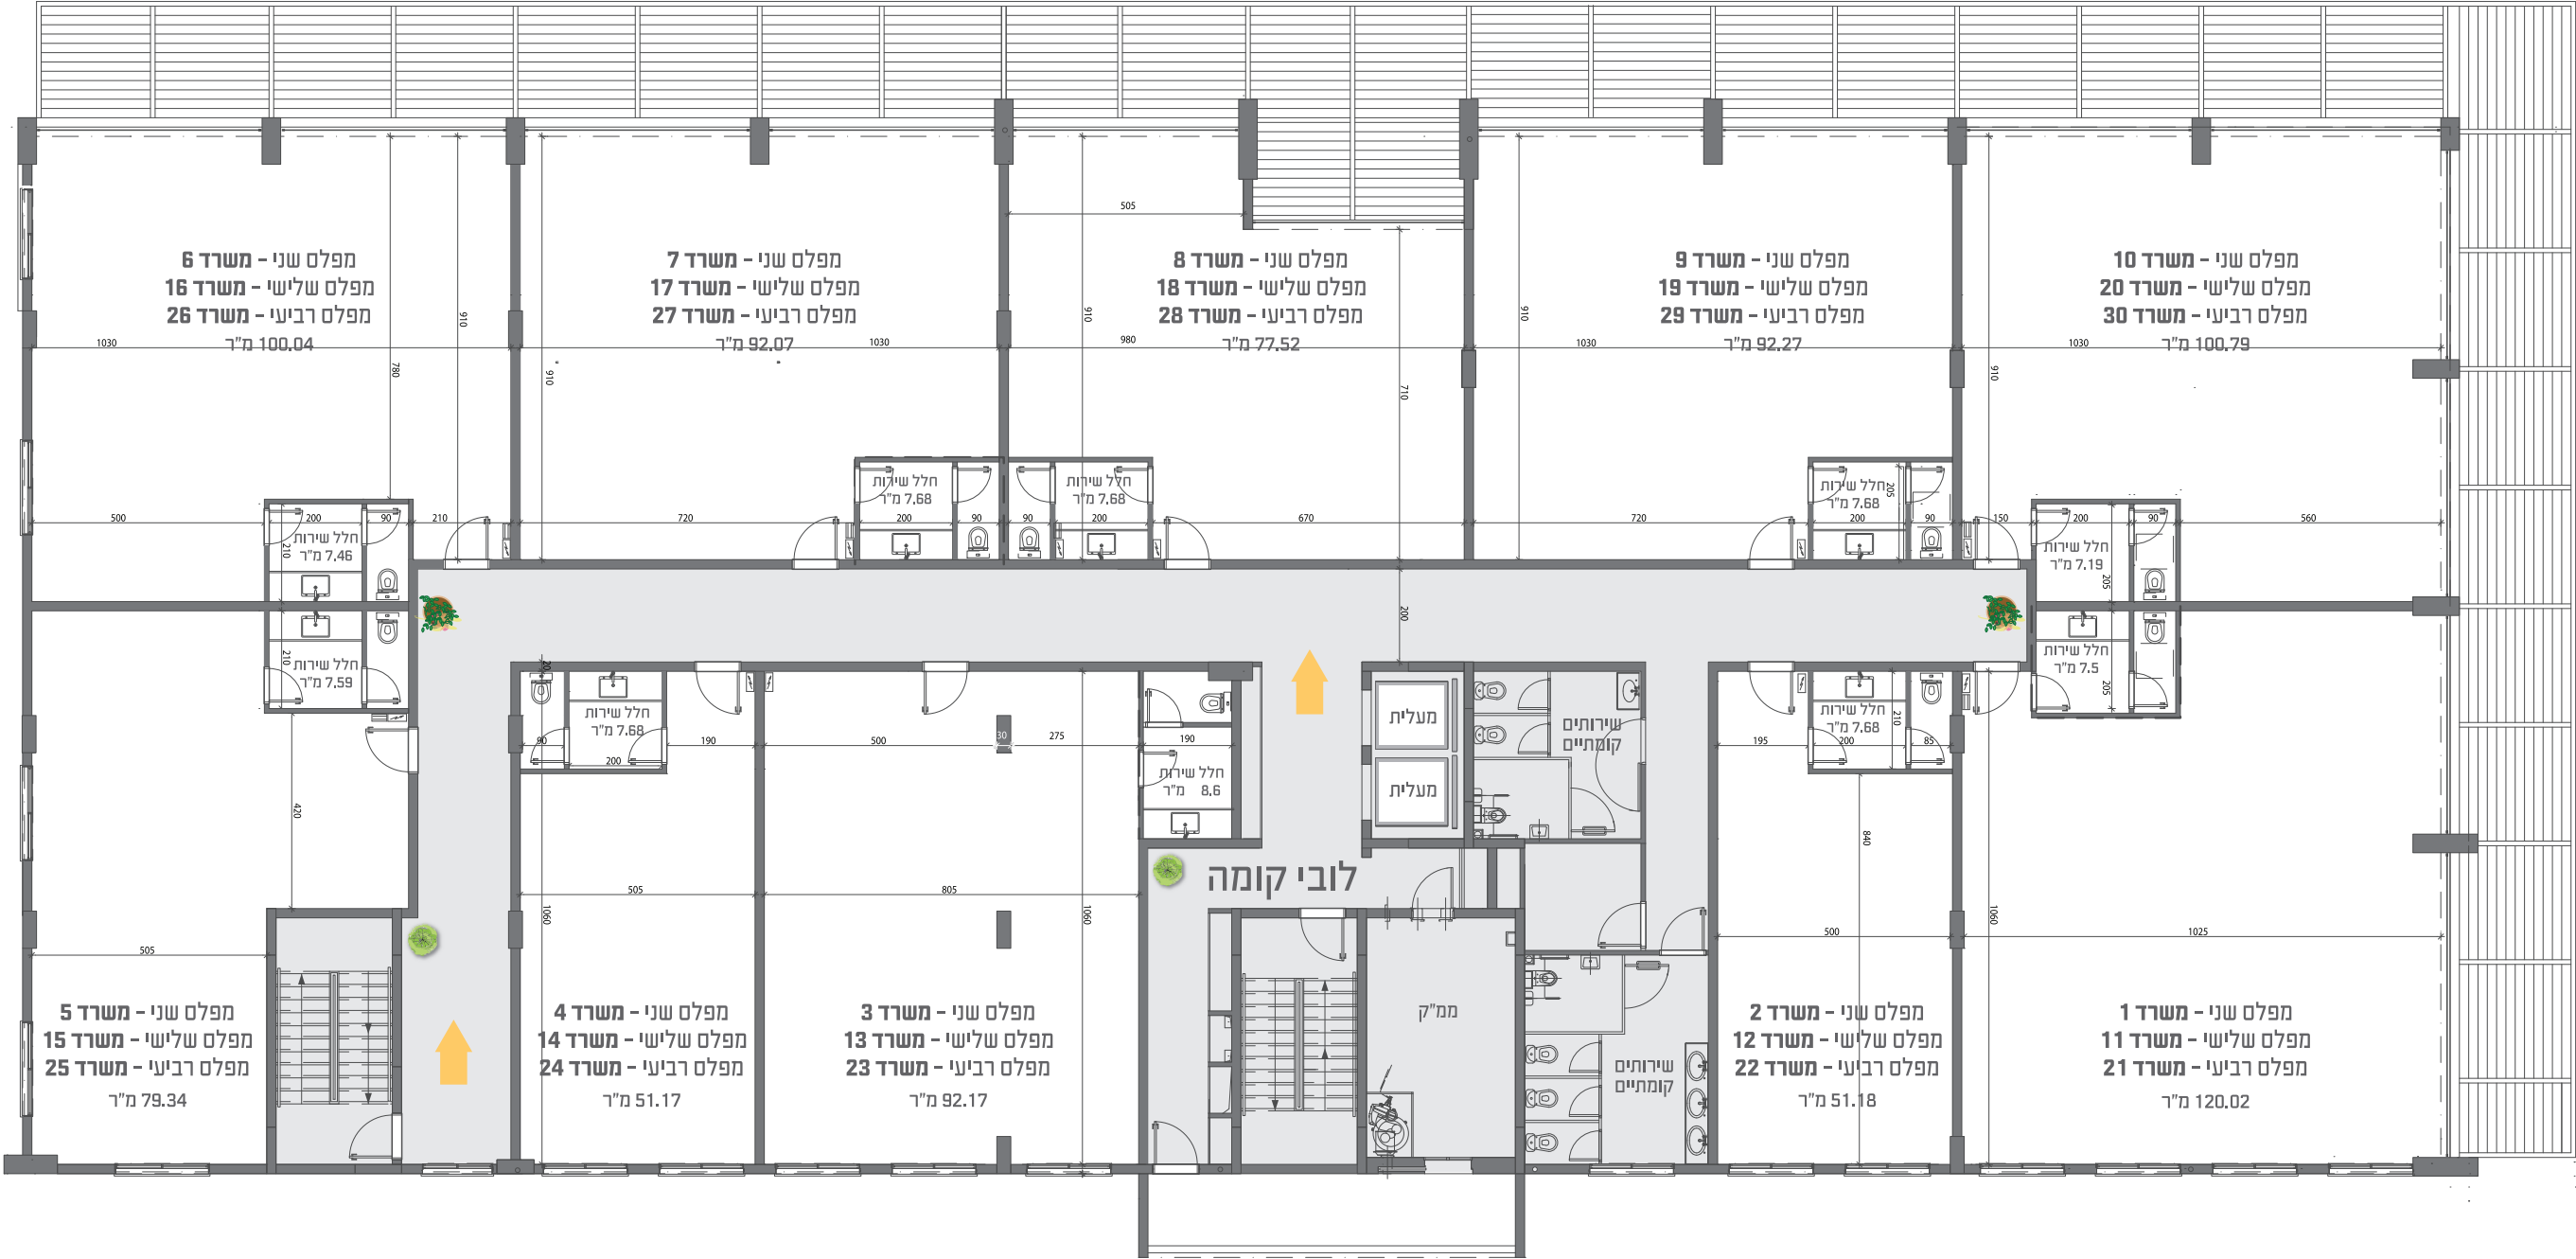 מפלס שני - משרד 10
מפלס שלישי - משרד 20
מפלס רביעי - משרד 30
100.79 מ"ר
מפלס שני - משרד 9
מפלס שלישי - משרד 19
מפלס רביעי - משרד 29
92.27 מ"ר
מפלס שני - משרד 8
מפלס שלישי - משרד 18
מפלס רביעי - משרד 28
77.52 מ"ר
מפלס שני - משרד 7
מפלס שלישי - משרד 17
מפלס רביעי - משרד 27
92.07 מ"ר
מפלס שני - משרד 6
מפלס שלישי - משרד 16
מפלס רביעי - משרד 26
100.04 מ"ר
505
1030
1030
980
1030
1030
910
780
910
910
710
910
910
חלל שירות
7.19 מ"ר
חלל שירות
7.68 מ"ר
חלל שירות
7.68 מ"ר
חלל שירות
7.68 מ"ר
חלל שירות
7.46 מ"ר
500
200
90
210
720
200
90
90
200
670
720
200
90
150
200
90
560
210
205
205
200
חלל שירות
7.5 מ"ר
205
חלל שירות
7.68 מ"ר
210
195
200
85
שירותים
קומתיים
מעלית
מעלית
חלל שירות
8.6 מ"ר
190
275
30
500
חלל שירות
7.68 מ"ר
20
90
200
190
חלל שירות
7.59 מ"ר
210
420
840
לובי קומה
505
805
1060
1060
1060
500
1025
505
מפלס שני - משרד 1
מפלס שלישי - משרד 11
מפלס רביעי - משרד 21
120.02 מ"ר
מפלס שני - משרד 2
מפלס שלישי - משרד 12
מפלס רביעי - משרד 22
51.18 מ"ר
שירותים
קומתיים
ממ"ק
מפלס שני - משרד 3
מפלס שלישי - משרד 13
מפלס רביעי - משרד 23
92.17 מ"ר
מפלס שני - משרד 4
מפלס שלישי - משרד 14
מפלס רביעי - משרד 24
51.17 מ"ר
מפלס שני - משרד 5
מפלס שלישי - משרד 15
מפלס רביעי - משרד 25
79.34 מ"ר